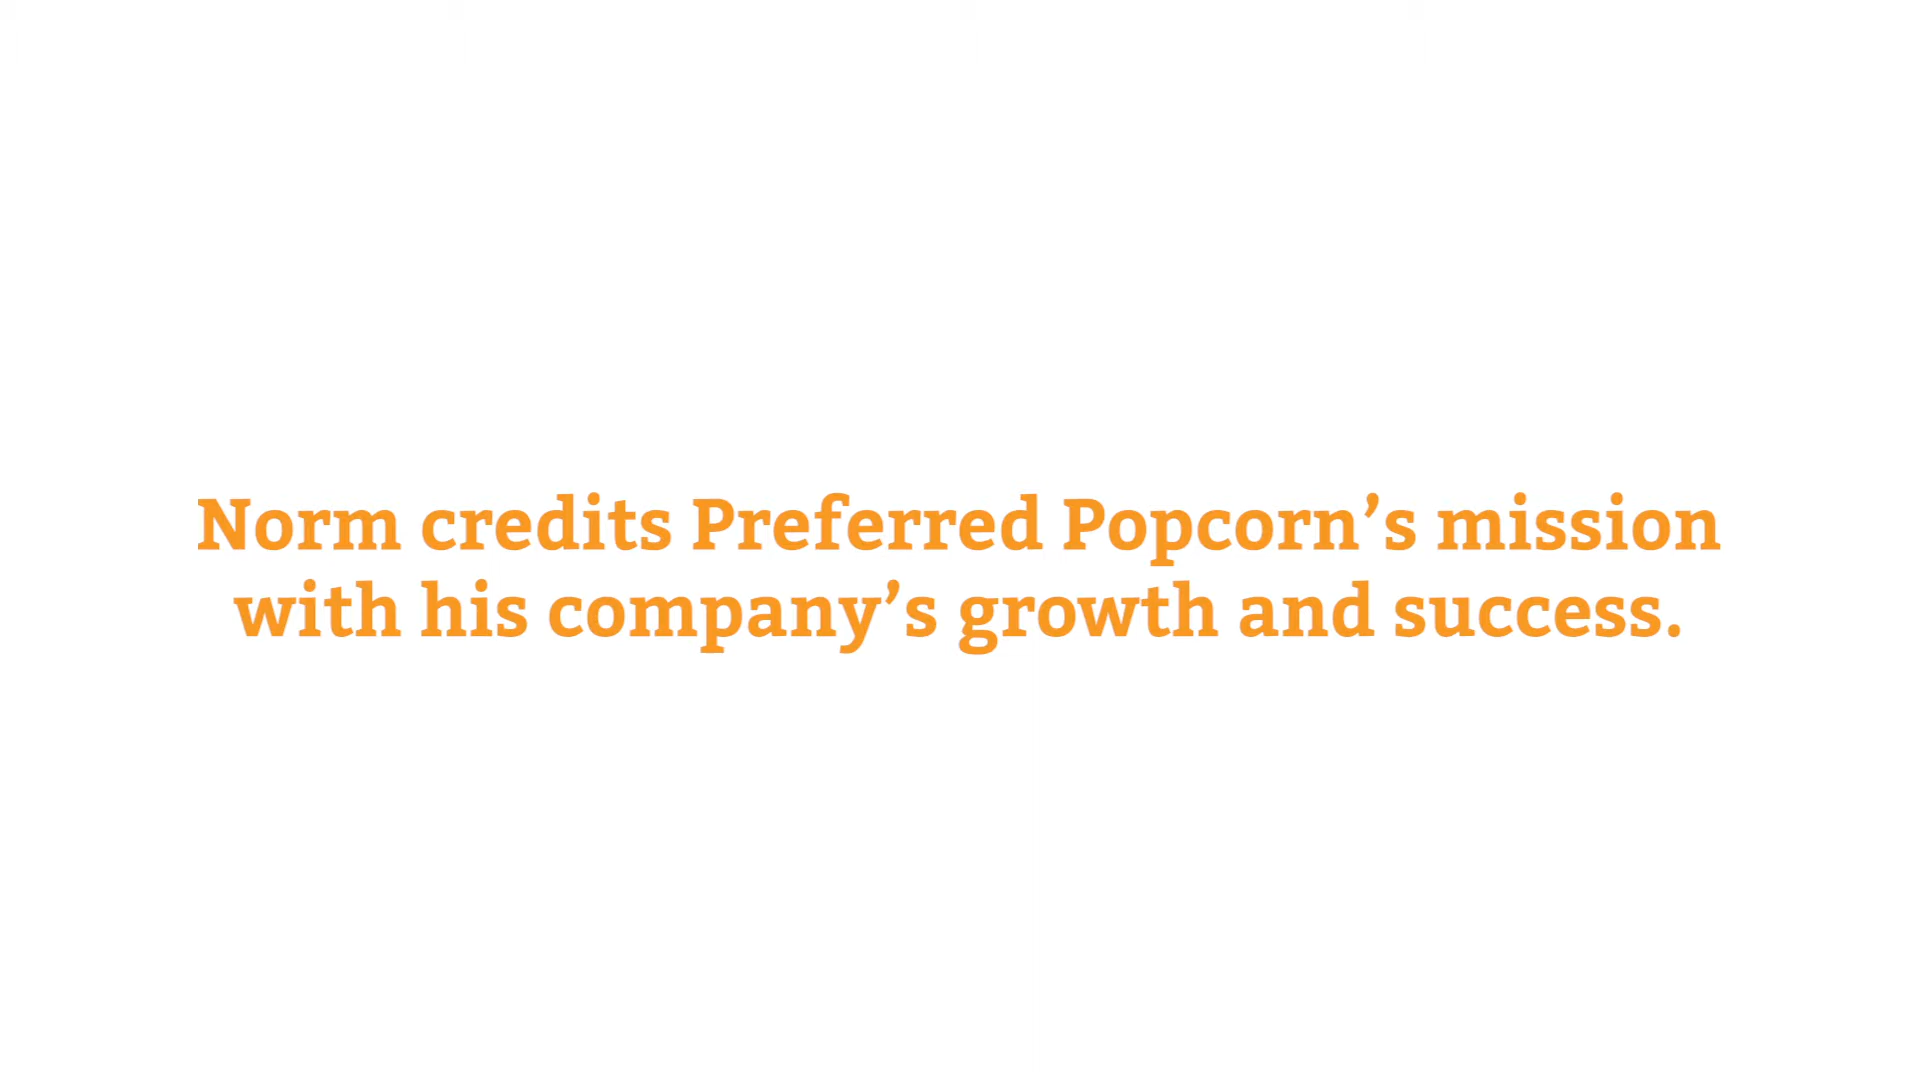 Norm credits Preferred Popcorn’s mission
with his company’s growth and success.